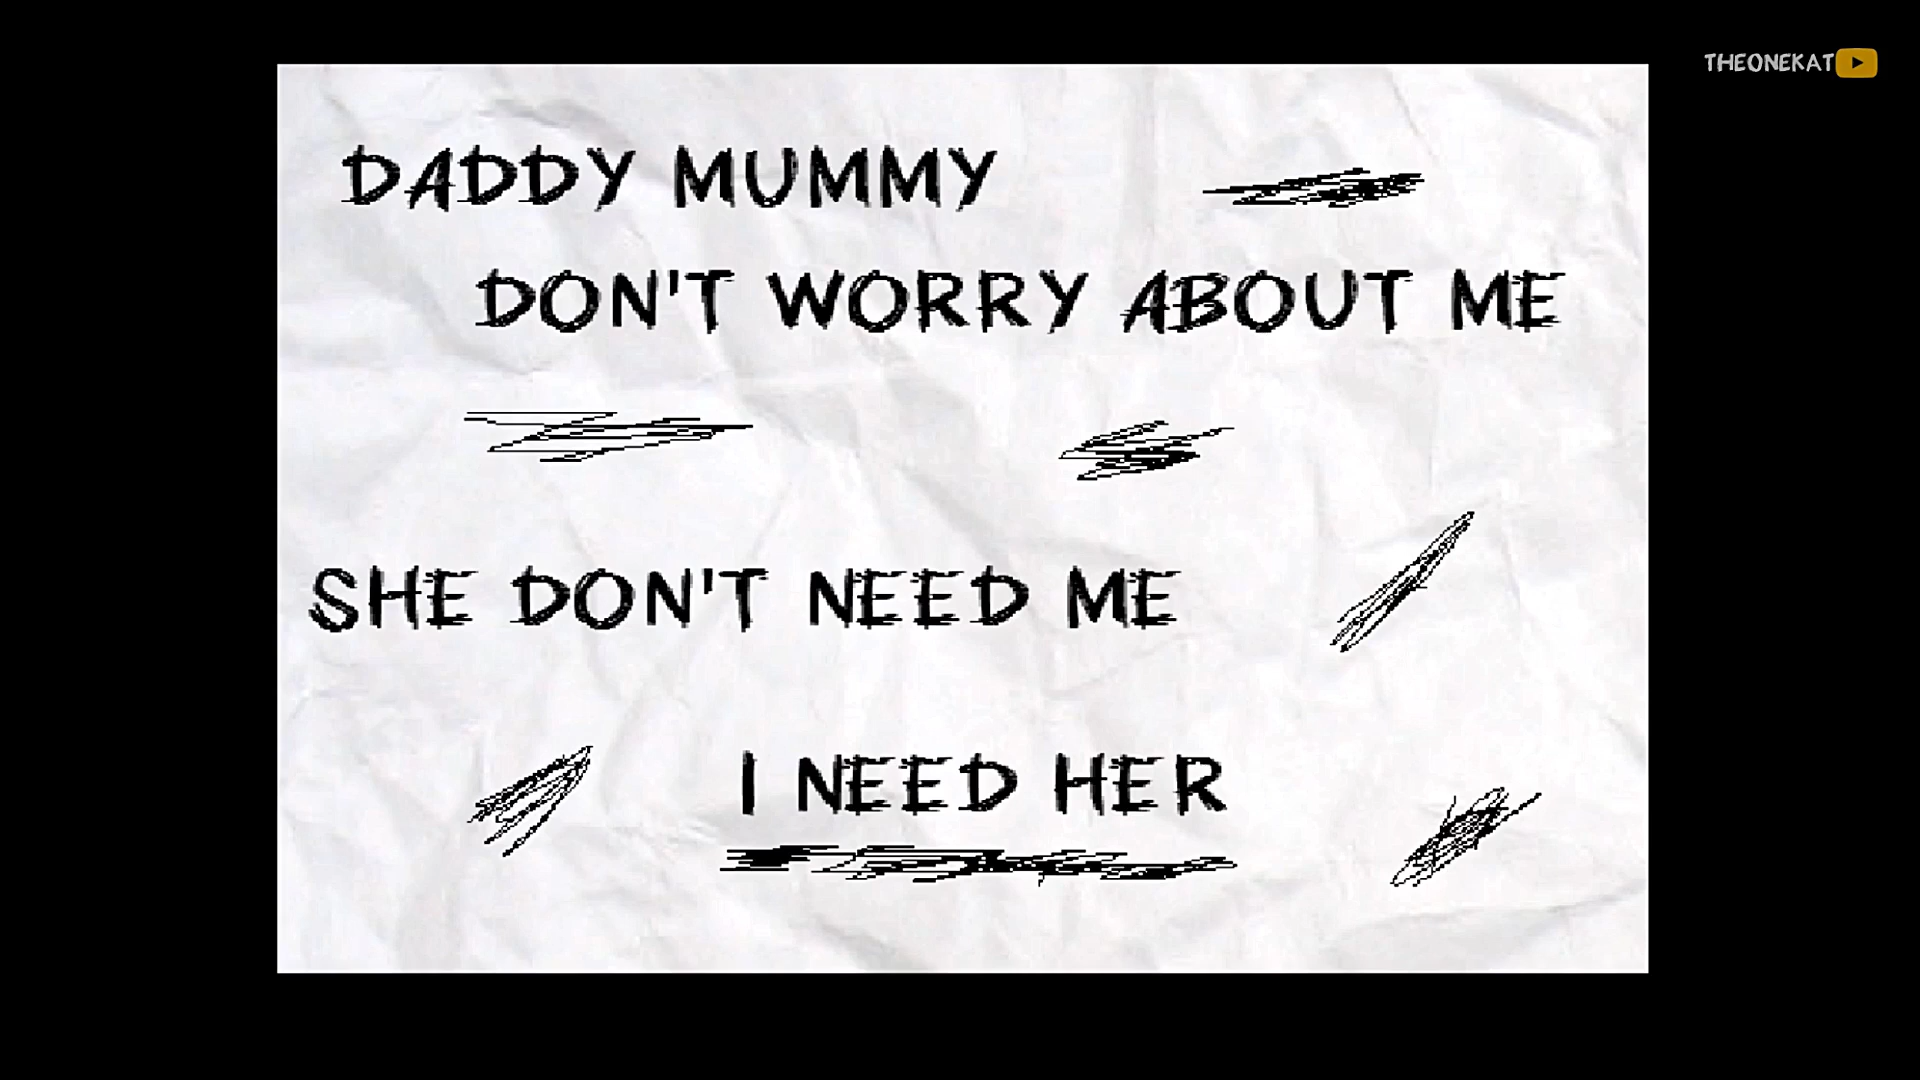 THEONEKAT
DADDY MUMMY
DON'T WORRY ABOUT ME
SHE DON'T NEED ME
I NEED HER